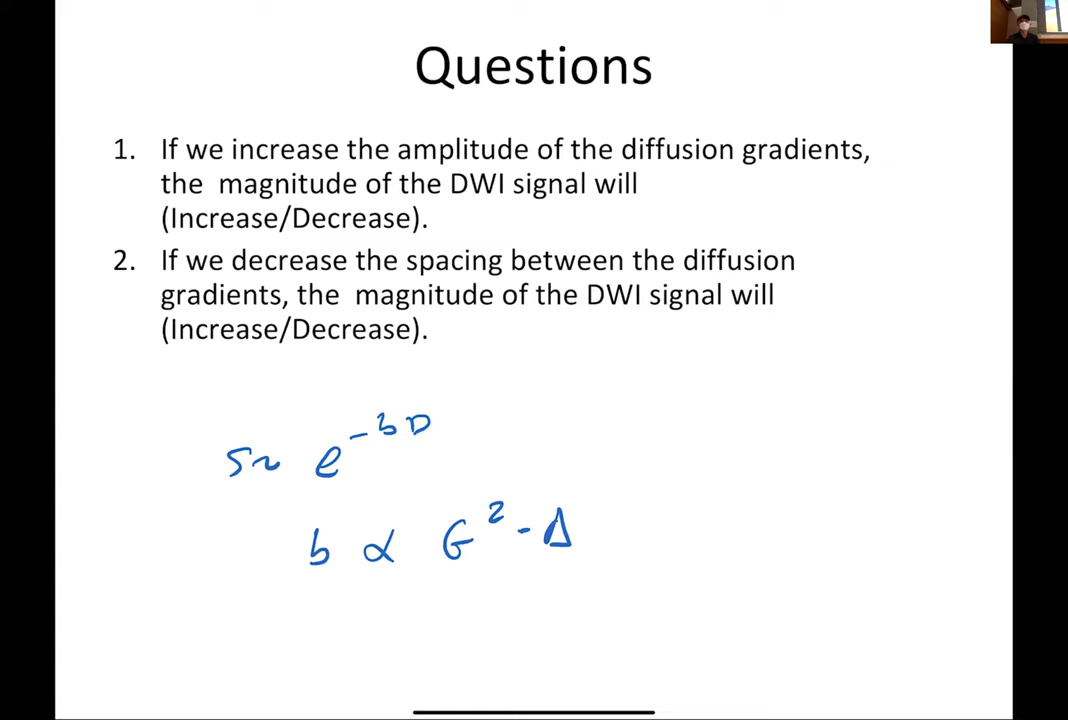 Questions
1. If we increase the amplitude of the diffusion gradients,
the magnitude of the DWI signal will
(Increase/Decrease).
2. If we decrease the spacing between the diffusion
gradients, the magnitude of the DWI signal will
(Increase/Decrease).
S ~ e^-bD
b ∝ G^2 - Δ